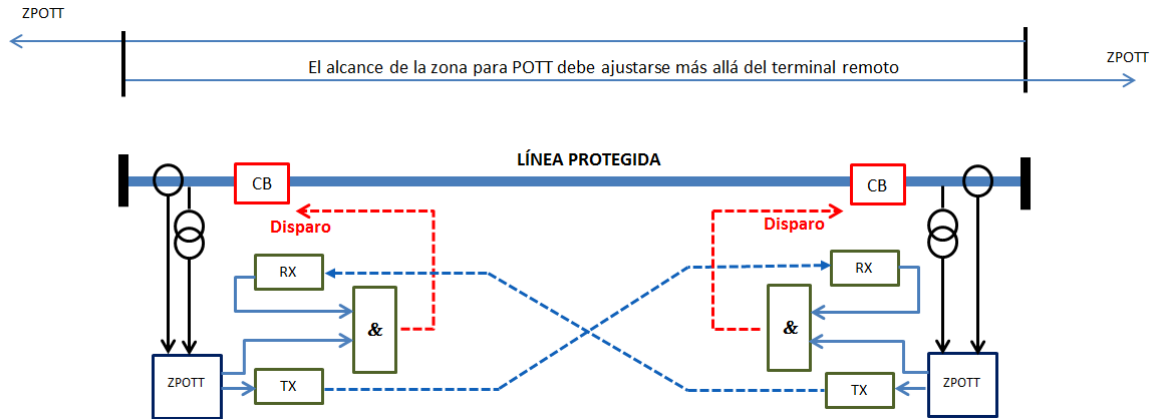 ZPOTT
El alcance de la zona para POTT debe ajustarse más allá del terminal remoto
ZPOTT
LÍNEA PROTEGIDA
CB
CB
Disparo
Disparo
RX
RX
&
&
ZPOTT
TX
TX
ZPOTT